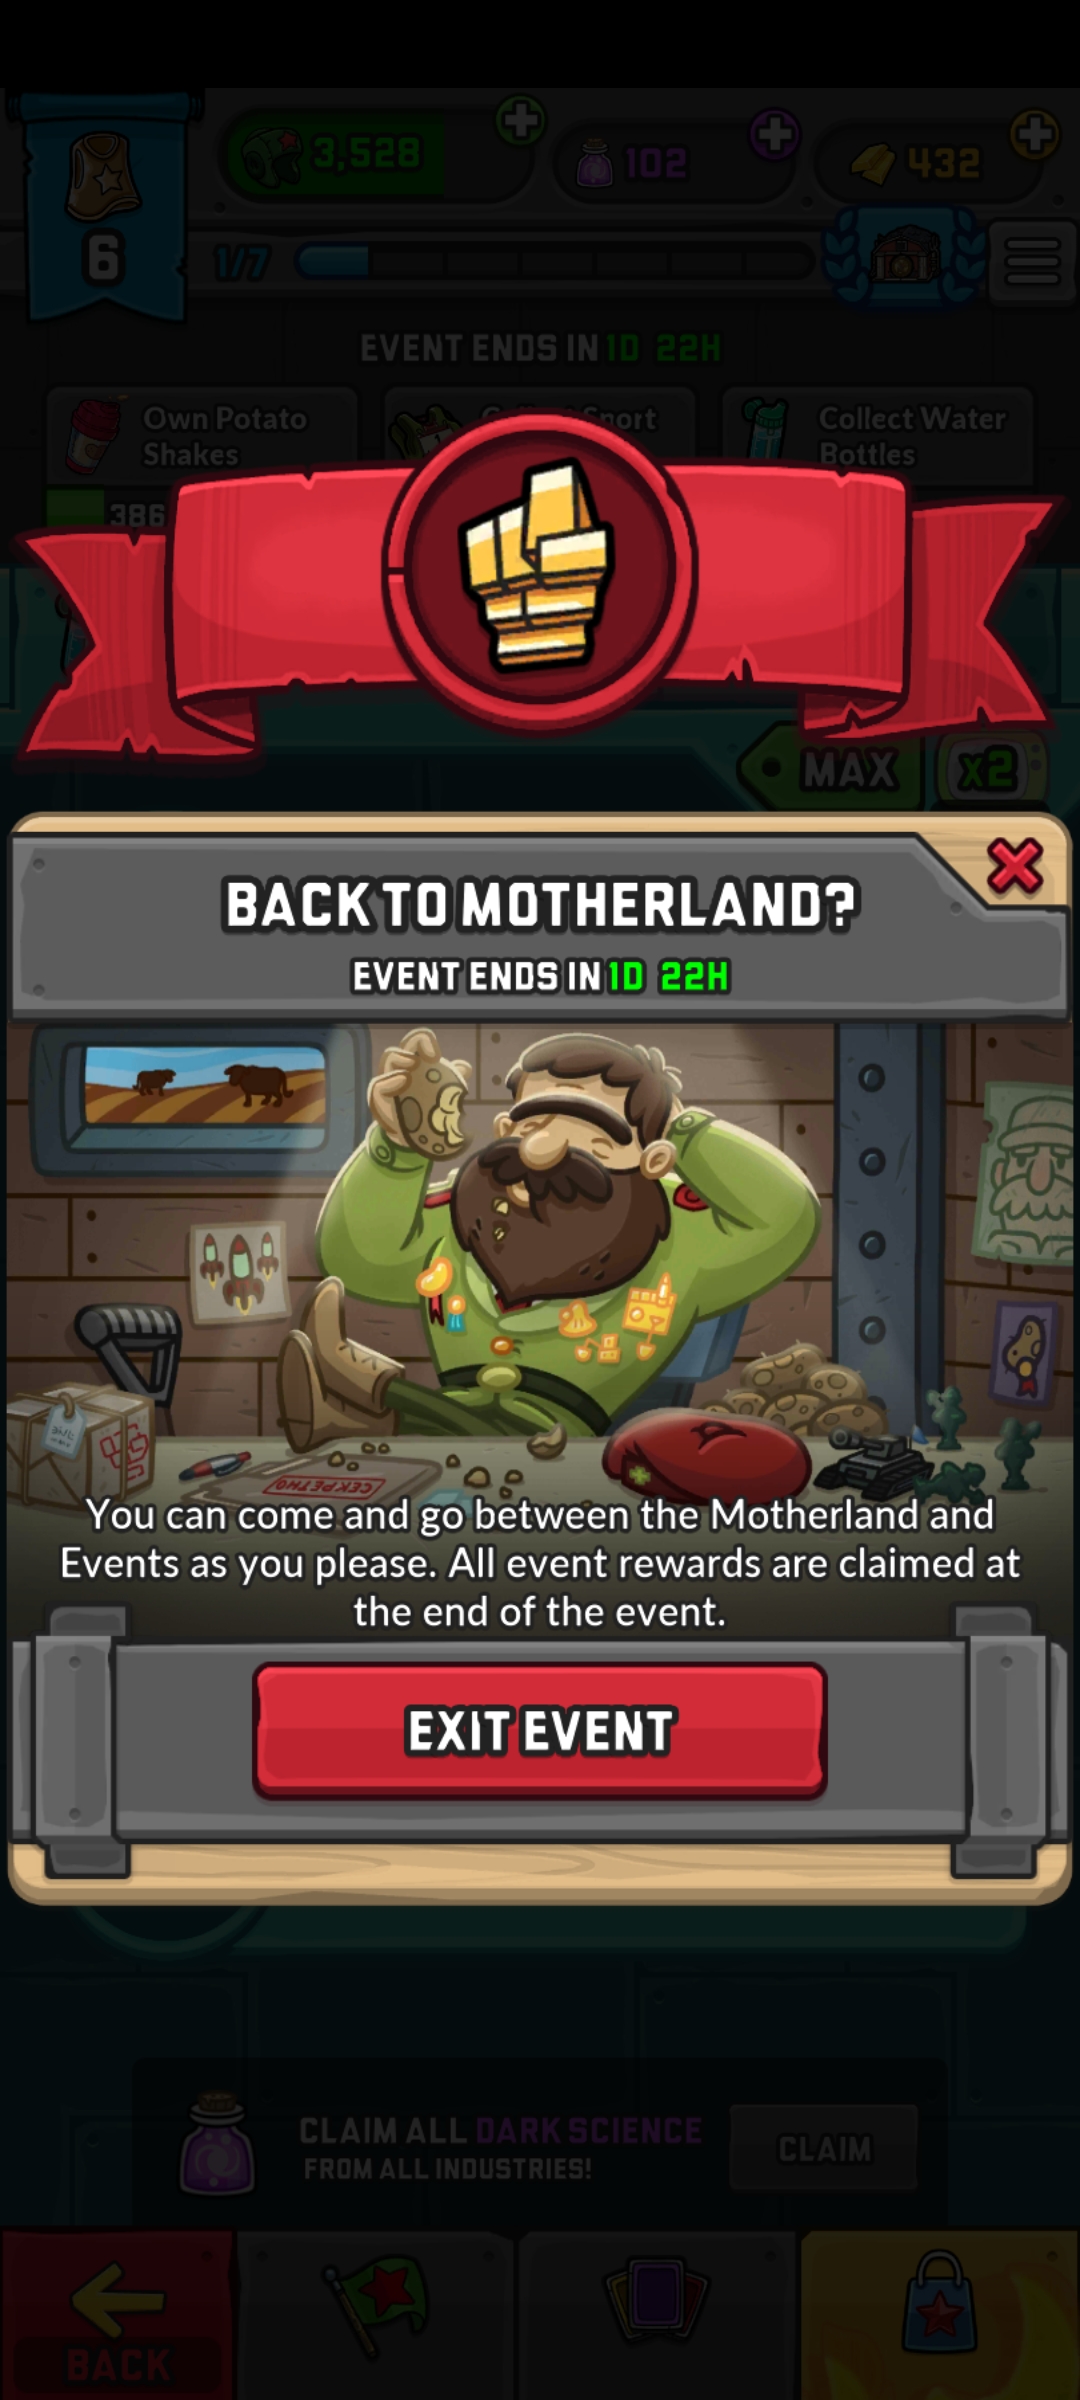 3,528
102
432
6
1/7
EVENT ENDS IN 1D 22H
Own Potato
Shakes
Sport
Collect Water
Bottles
386
MAX
x2
BACK TO MOTHERLAND?
EVENT ENDS IN 1D 22H
СЕКРЕТНО
You can come and go between the Motherland and
Events as you please. All event rewards are claimed at
the end of the event.
EXIT EVENT
CLAIM ALL DARK SCIENCE
FROM ALL INDUSTRIES!
CLAIM
BACK